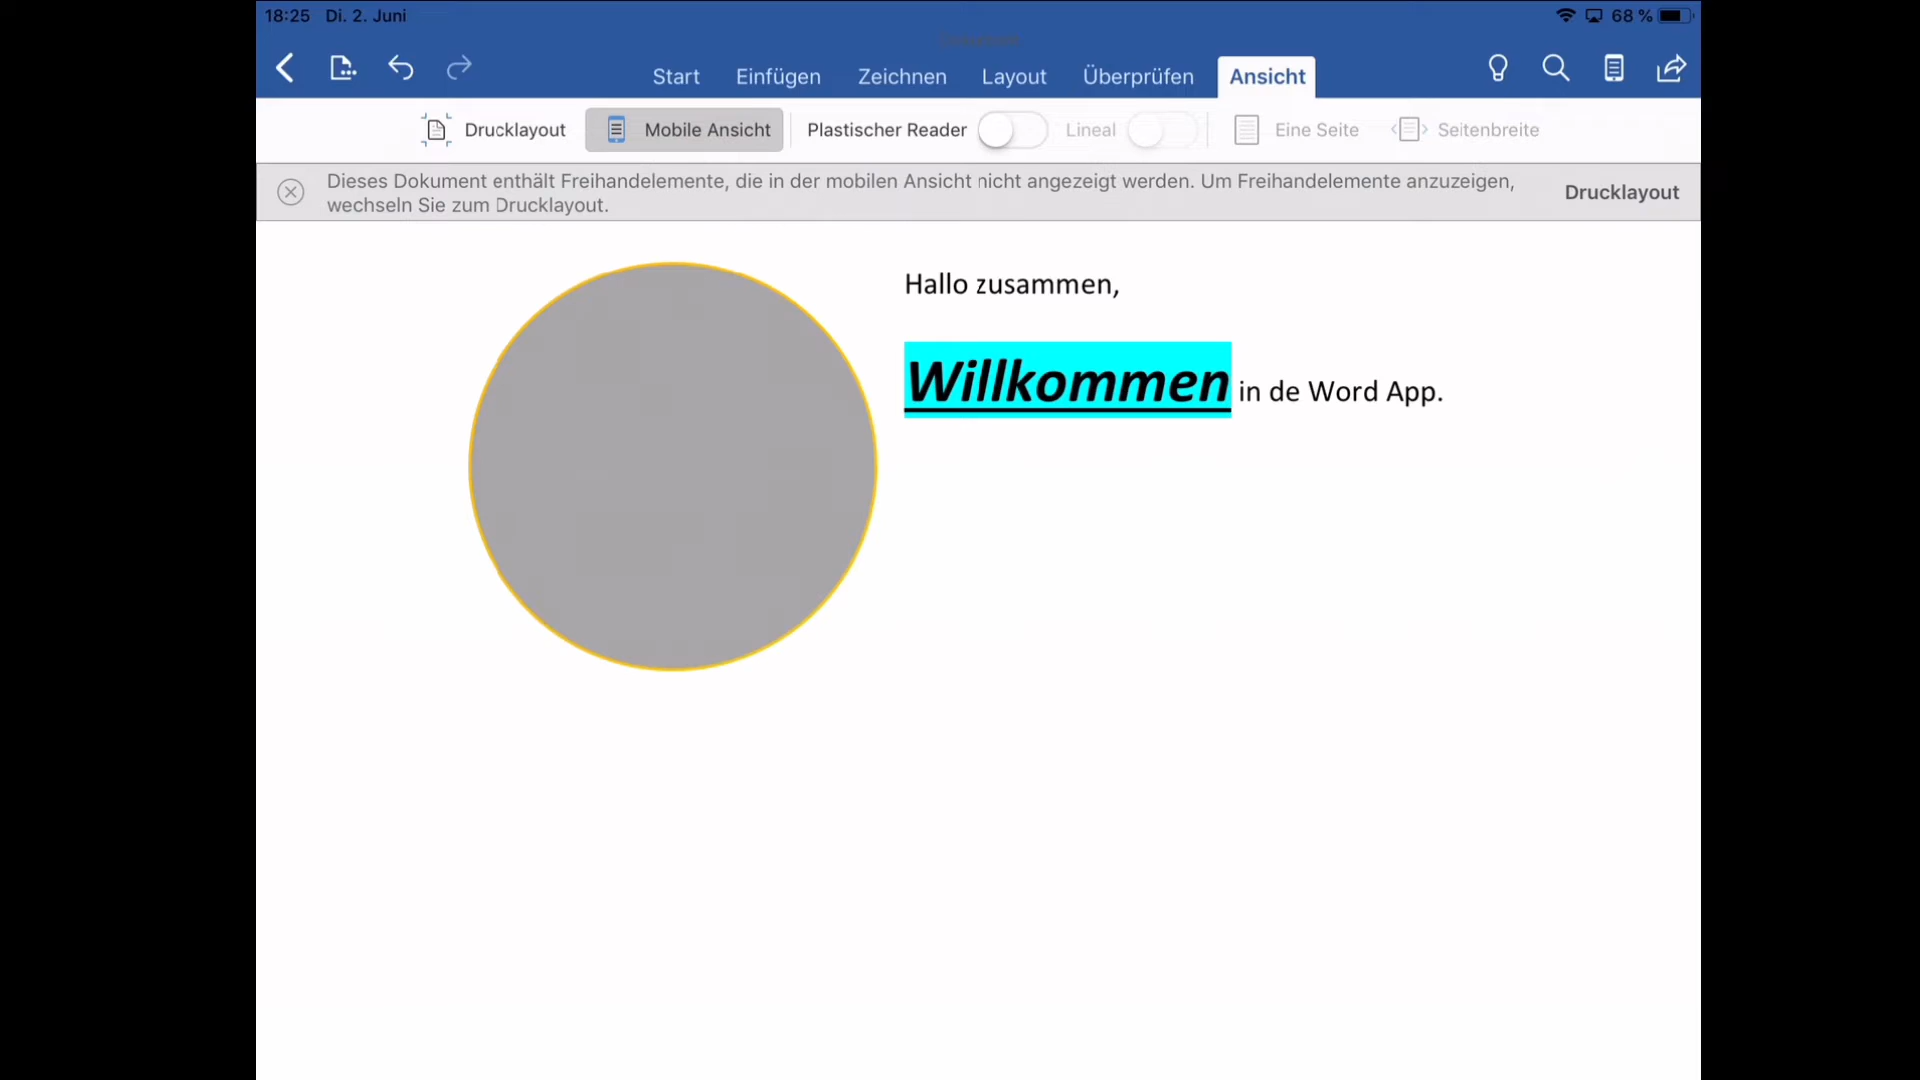 18:25 Di. 2. Juni 68 %
Start Einfügen Zeichnen Layout Überprüfen Ansicht
Drucklayout Mobile Ansicht Plastischer Reader Lineal Eine Seite Seitenbreite
Dieses Dokument enthält Freihandelemente, die in der mobilen Ansicht nicht angezeigt werden. Um Freihandelemente anzuzeigen,
wechseln Sie zum Drucklayout.
Drucklayout
Hallo zusammen,
Willkommen in de Word App.